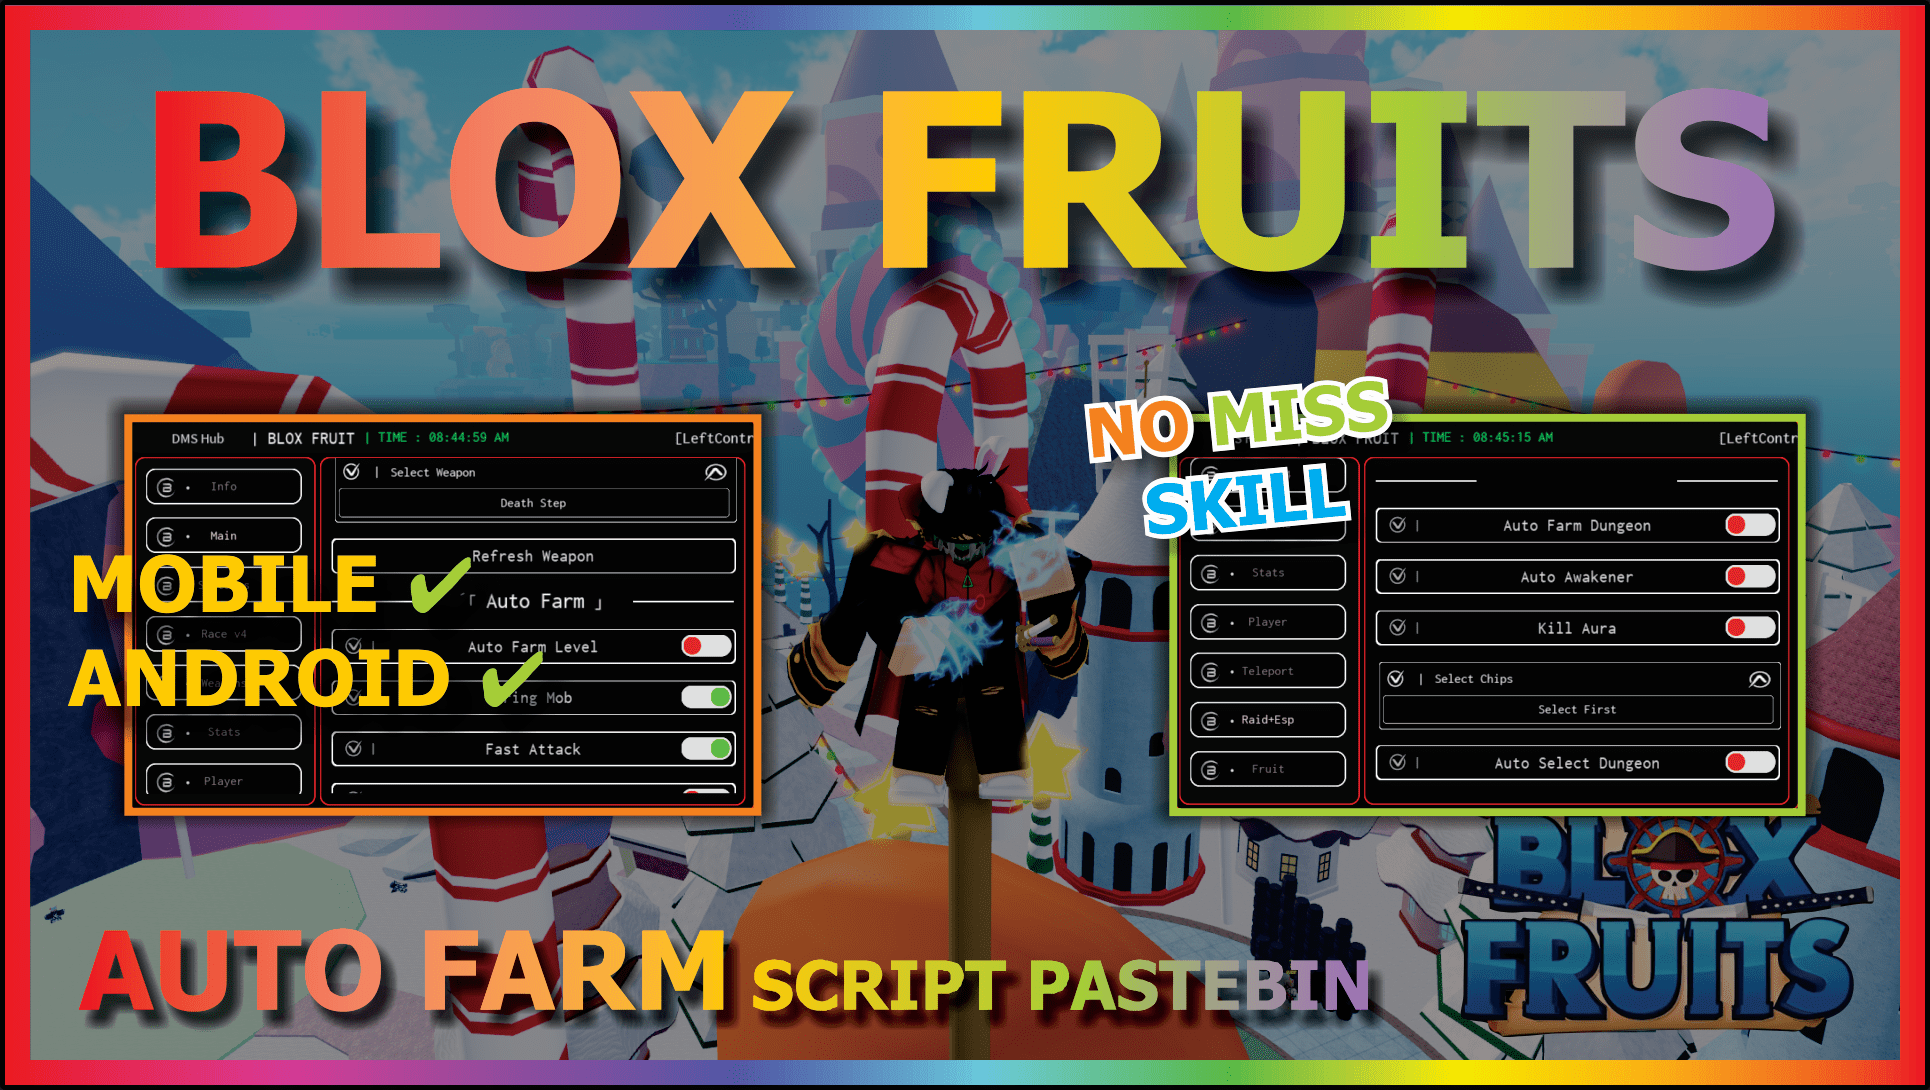 BLOX FRUITS
NO MISS
SKILL
DMS Hub | BLOX FRUIT | TIME : 08:44:59 AM [LeftContr
Info
Main
Race v4
Stats
Player
Select Weapon
Death Step
Refresh Weapon
「 Auto Farm 」
Auto Farm Level
Fast Attack
MOBILE ✓
ANDROID ✓
FRUIT | TIME : 08:45:15 AM [LeftContr
Stats
Player
Teleport
Raid+Esp
Fruit
Auto Farm Dungeon
Auto Awakener
Kill Aura
Select Chips
Select First
Auto Select Dungeon
AUTO FARM SCRIPT PASTEBIN
BLOX
FRUITS